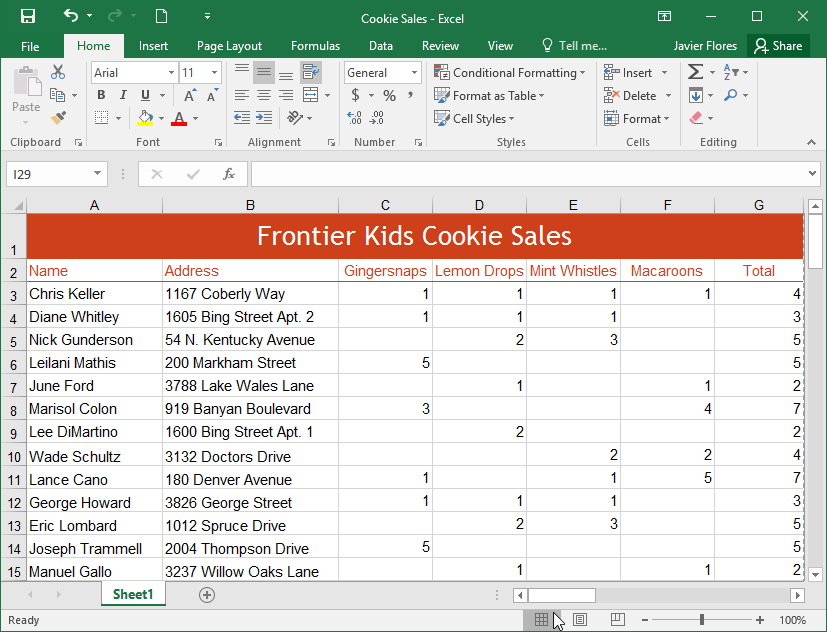 Cookie Sales - Excel
File Home Insert Page Layout Formulas Data Review View Tell me... Javier Flores Share
Arial 11 General Conditional Formatting Insert
Paste B I U A A $ % , Format as Table Delete
A Cell Styles Format
Clipboard Font Alignment Number Styles Cells Editing
I29 fx
A B C D E F G
1 Frontier Kids Cookie Sales
2 Name Address Gingersnaps Lemon Drops Mint Whistles Macaroons Total
3 Chris Keller 1167 Coberly Way 1 1 1 1 4
4 Diane Whitley 1605 Bing Street Apt. 2 1 1 1 3
5 Nick Gunderson 54 N. Kentucky Avenue 2 3 5
6 Leilani Mathis 200 Markham Street 5 5
7 June Ford 3788 Lake Wales Lane 1 1 2
8 Marisol Colon 919 Banyan Boulevard 3 4 7
9 Lee DiMartino 1600 Bing Street Apt. 1 2 2
10 Wade Schultz 3132 Doctors Drive 2 2 4
11 Lance Cano 180 Denver Avenue 1 1 5 7
12 George Howard 3826 George Street 1 1 1 3
13 Eric Lombard 1012 Spruce Drive 2 3 5
14 Joseph Trammell 2004 Thompson Drive 5 5
15 Manuel Gallo 3237 Willow Oaks Lane 1 1 2
Sheet1
Ready 100%